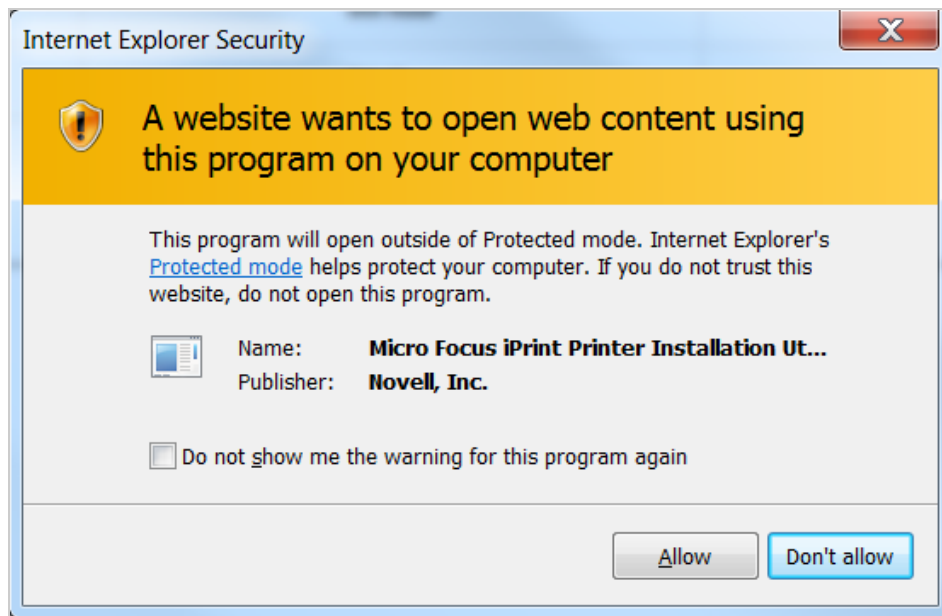 Internet Explorer Security
A website wants to open web content using
this program on your computer
This program will open outside of Protected mode. Internet Explorer's
Protected mode helps protect your computer. If you do not trust this
website, do not open this program.
Name: Micro Focus iPrint Printer Installation Ut...
Publisher: Novell, Inc.
Do not show me the warning for this program again
Allow Don't allow